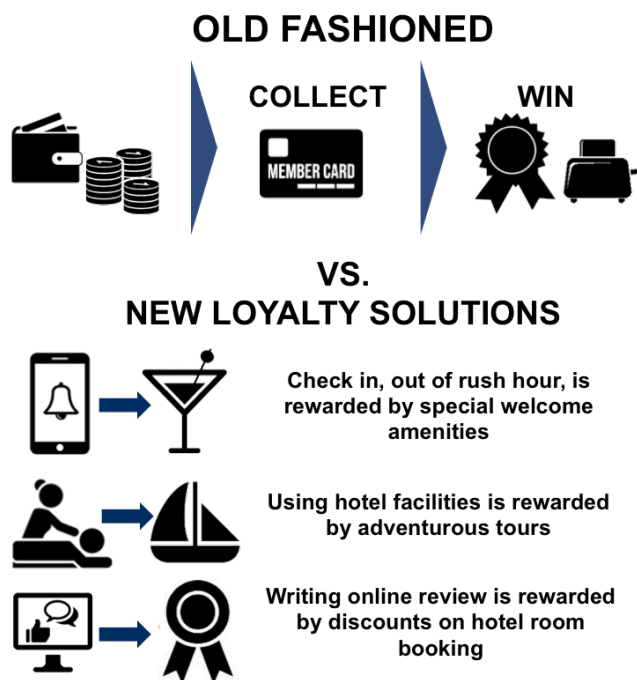 OLD FASHIONED
COLLECT
WIN
MEMBER CARD
VS.
NEW LOYALTY SOLUTIONS
Check in, out of rush hour, is
rewarded by special welcome
amenities
Using hotel facilities is rewarded
by adventurous tours
Writing online review is rewarded
by discounts on hotel room
booking